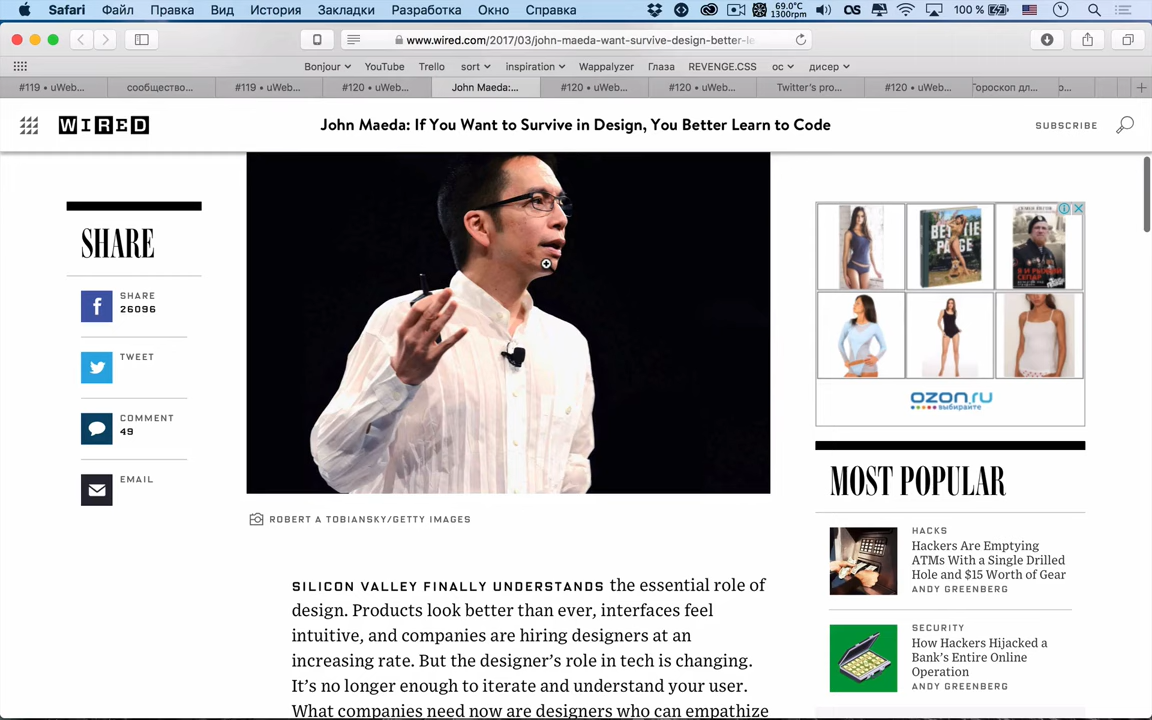 Safari Файл Правка Вид История Закладки Разработка Окно Справка 69.0°C 1300rpm 100 %
www.wired.com/2017/03/john-maeda-want-survive-design-better-le
Bonjour YouTube Trello sort inspiration Wappalyzer Глаза REVENGE.CSS ос дисер
#119 • uWeb... сообщество... #119 • uWeb... #120 • uWeb... John Maeda:... #120 • uWeb... #120 • uWeb... Twitter's pro... #120 • uWeb... Гороскоп дл...
WIRED John Maeda: If You Want to Survive in Design, You Better Learn to Code SUBSCRIBE
SHARE
SHARE
26096
TWEET
COMMENT
49
EMAIL
ROBERT A TOBIANSKY/GETTY IMAGES
SILICON VALLEY FINALLY UNDERSTANDS the essential role of
design. Products look better than ever, interfaces feel
intuitive, and companies are hiring designers at an
increasing rate. But the designer's role in tech is changing.
It's no longer enough to iterate and understand your user.
What companies need now are designers who can empathize
BETTIE
PAGE
ozon.ru
выбирайте
MOST POPULAR
HACKS
Hackers Are Emptying
ATMs With a Single Drilled
Hole and $15 Worth of Gear
ANDY GREENBERG
SECURITY
How Hackers Hijacked a
Bank's Entire Online
Operation
ANDY GREENBERG